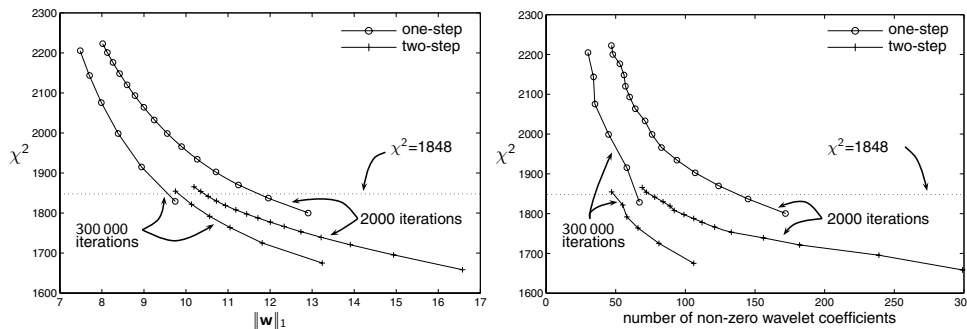 2300
2200
2100
2000
1900
1800
1700
1600
χ²
one-step
two-step
χ²=1848
300 000
iterations
2000 iterations
7 8 9 10 11 12 13 14 15 16 17
‖w‖₁
2300
2200
2100
2000
1900
1800
1700
1600
χ²
one-step
two-step
χ²=1848
300 000
iterations
2000 iterations
0 50 100 150 200 250 300
number of non-zero wavelet coefficients